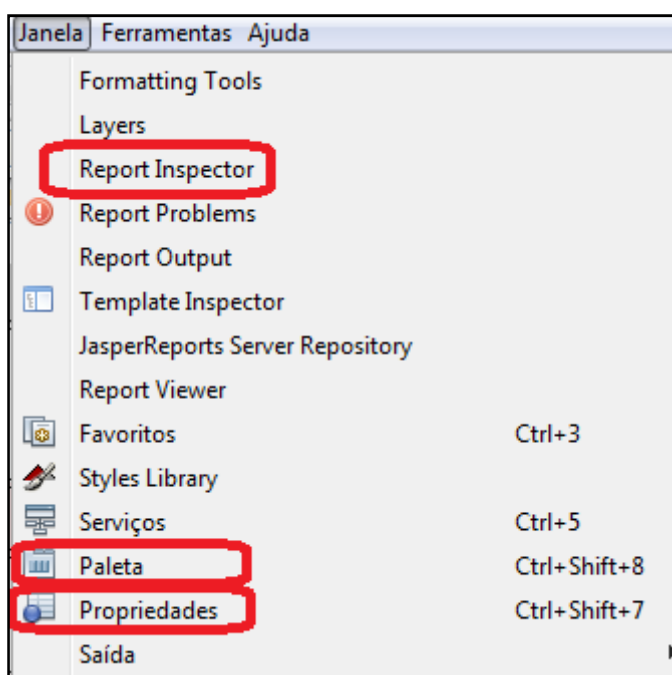 Janela Ferramentas Ajuda
Formatting Tools
Layers
Report Inspector
Report Problems
Report Output
Template Inspector
JasperReports Server Repository
Report Viewer
Favoritos Ctrl+3
Styles Library
Serviços Ctrl+5
Paleta Ctrl+Shift+8
Propriedades Ctrl+Shift+7
Saída